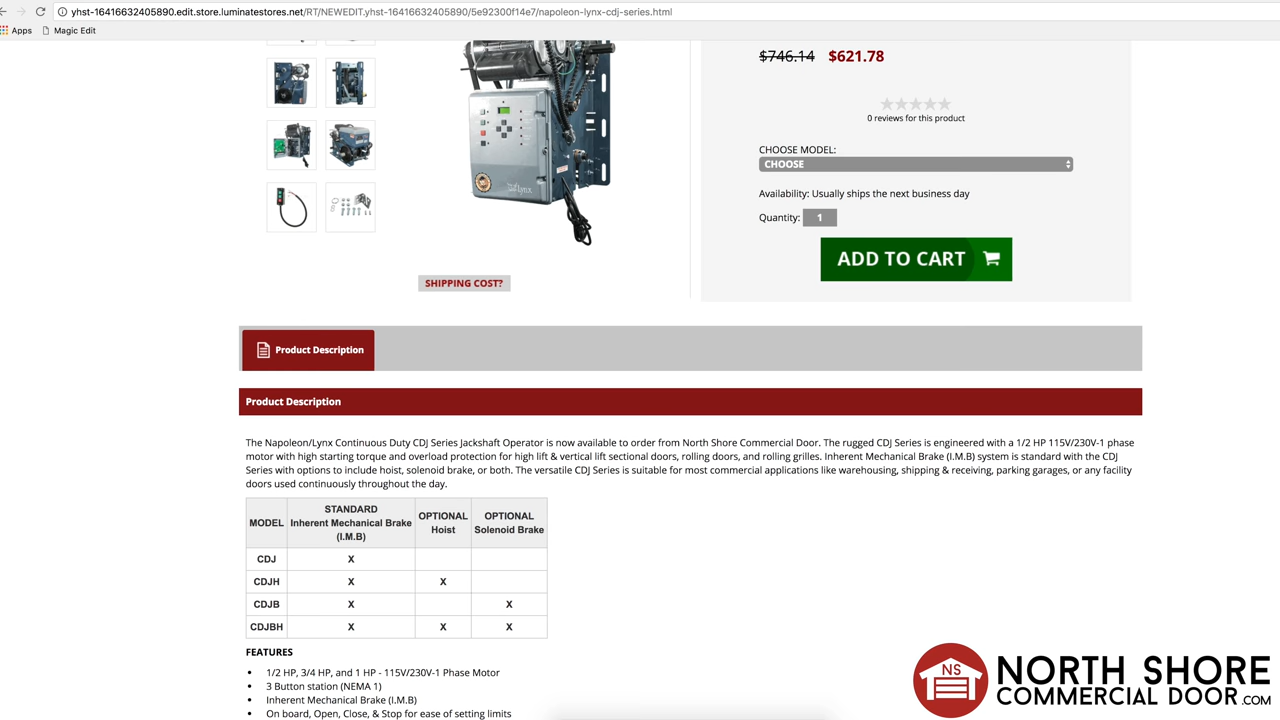 yhst-16416632405890.edit.store.luminatestores.net/RT/NEWEDIT.yhst-16416632405890/5e92300f14e7/napoleon-lynx-cdj-series.html
Apps Magic Edit
$746.14 $621.78
0 reviews for this product
CHOOSE MODEL:
CHOOSE
Availability: Usually ships the next business day
Quantity: 1
ADD TO CART
Lynx
SHIPPING COST?
Product Description
Product Description
The Napoleon/Lynx Continuous Duty CDJ Series Jackshaft Operator is now available to order from North Shore Commercial Door. The rugged CDJ Series is engineered with a 1/2 HP 115V/230V-1 phase
motor with high starting torque and overload protection for high lift & vertical lift sectional doors, rolling doors, and rolling grilles. Inherent Mechanical Brake (I.M.B) system is standard with the CDJ
Series with options to include hoist, solenoid brake, or both. The versatile CDJ Series is suitable for most commercial applications like warehousing, shipping & receiving, parking garages, or any facility
doors used continuously throughout the day.
MODEL STANDARD Inherent Mechanical Brake (I.M.B) OPTIONAL Hoist OPTIONAL Solenoid Brake
CDJ X
CDJH X X
CDJB X X
CDJBH X X X
FEATURES
• 1/2 HP, 3/4 HP, and 1 HP - 115V/230V-1 Phase Motor
• 3 Button station (NEMA 1)
• Inherent Mechanical Brake (I.M.B)
• On board, Open, Close, & Stop for ease of setting limits
NS
NORTH SHORE
COMMERCIAL DOOR.COM